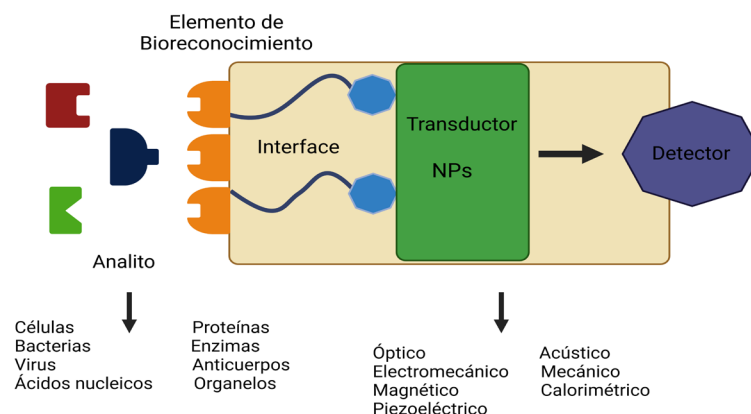 Elemento de
Bioreconocimiento
Interface
Transductor
NPs
Detector
Analito
Células
Bacterias
Virus
Ácidos nucleicos
Proteínas
Enzimas
Anticuerpos
Organelos
Óptico
Electromecánico
Magnético
Piezoeléctrico
Acústico
Mecánico
Calorimétrico